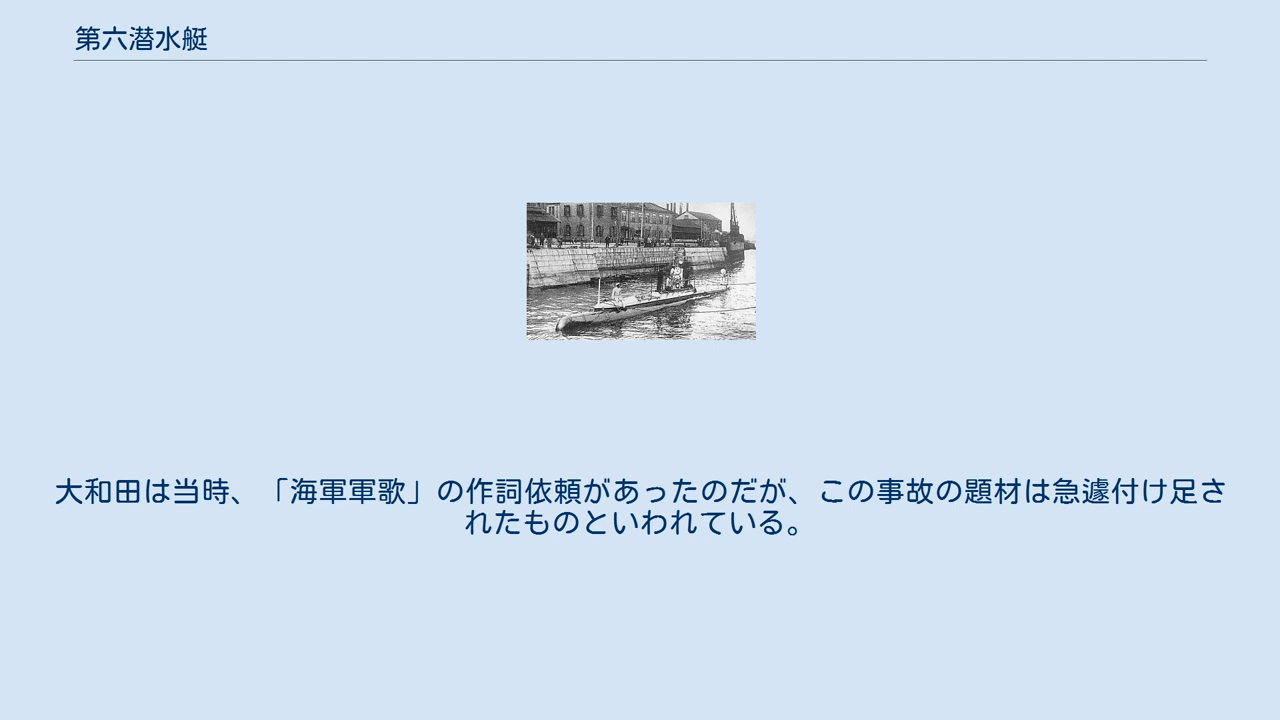 第六潜水艇
大和田は当時、「海軍軍歌」の作詞依頼があったのだが、この事故の題材は急遽付け足さ
れたものといわれている。